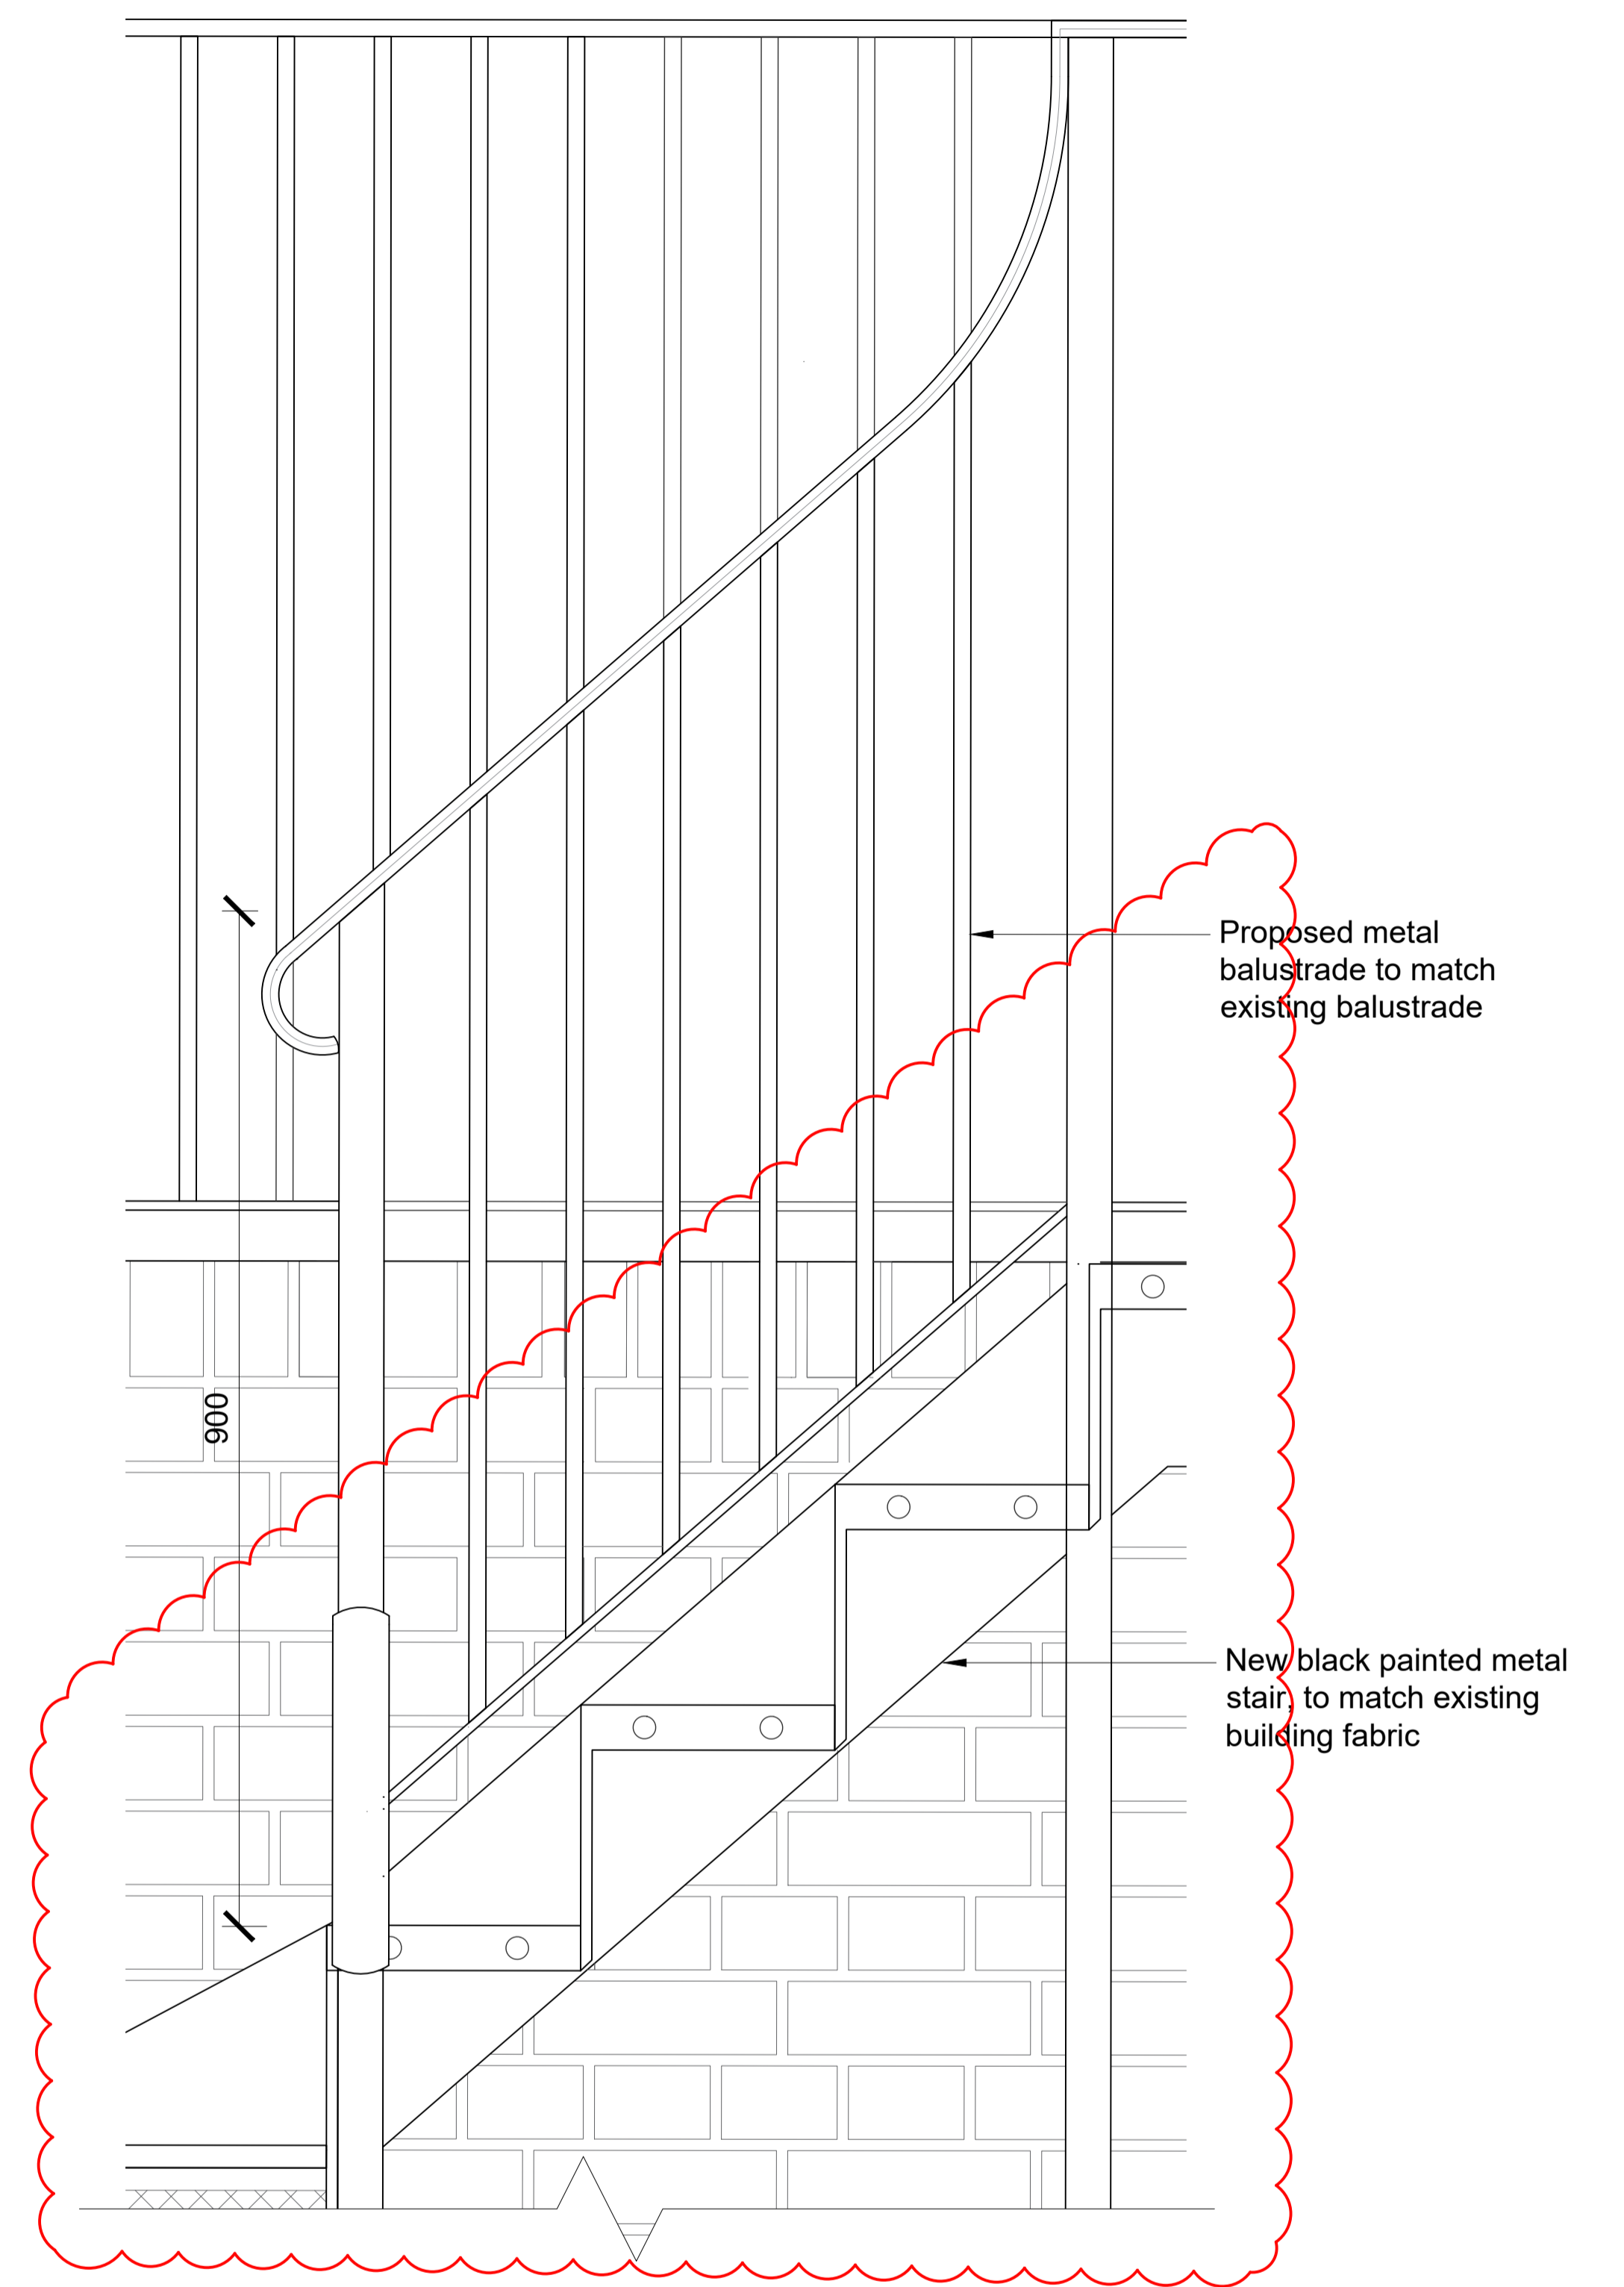 Proposed metal
balustrade to match
existing balustrade
900
New black painted metal
stair, to match existing
building fabric